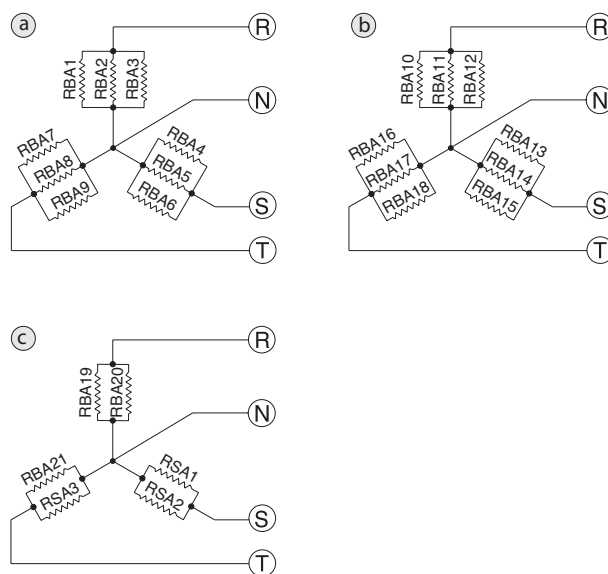 a
R
RBA1
RBA2
RBA3
N
RBA7
RBA8
RBA9
RBA4
RBA5
RBA6
S
T
b
R
RBA10
RBA11
RBA12
N
RBA16
RBA17
RBA18
RBA13
RBA14
RBA15
S
T
c
R
RBA19
RBA20
N
RBA21
RSA3
RSA1
RSA2
S
T